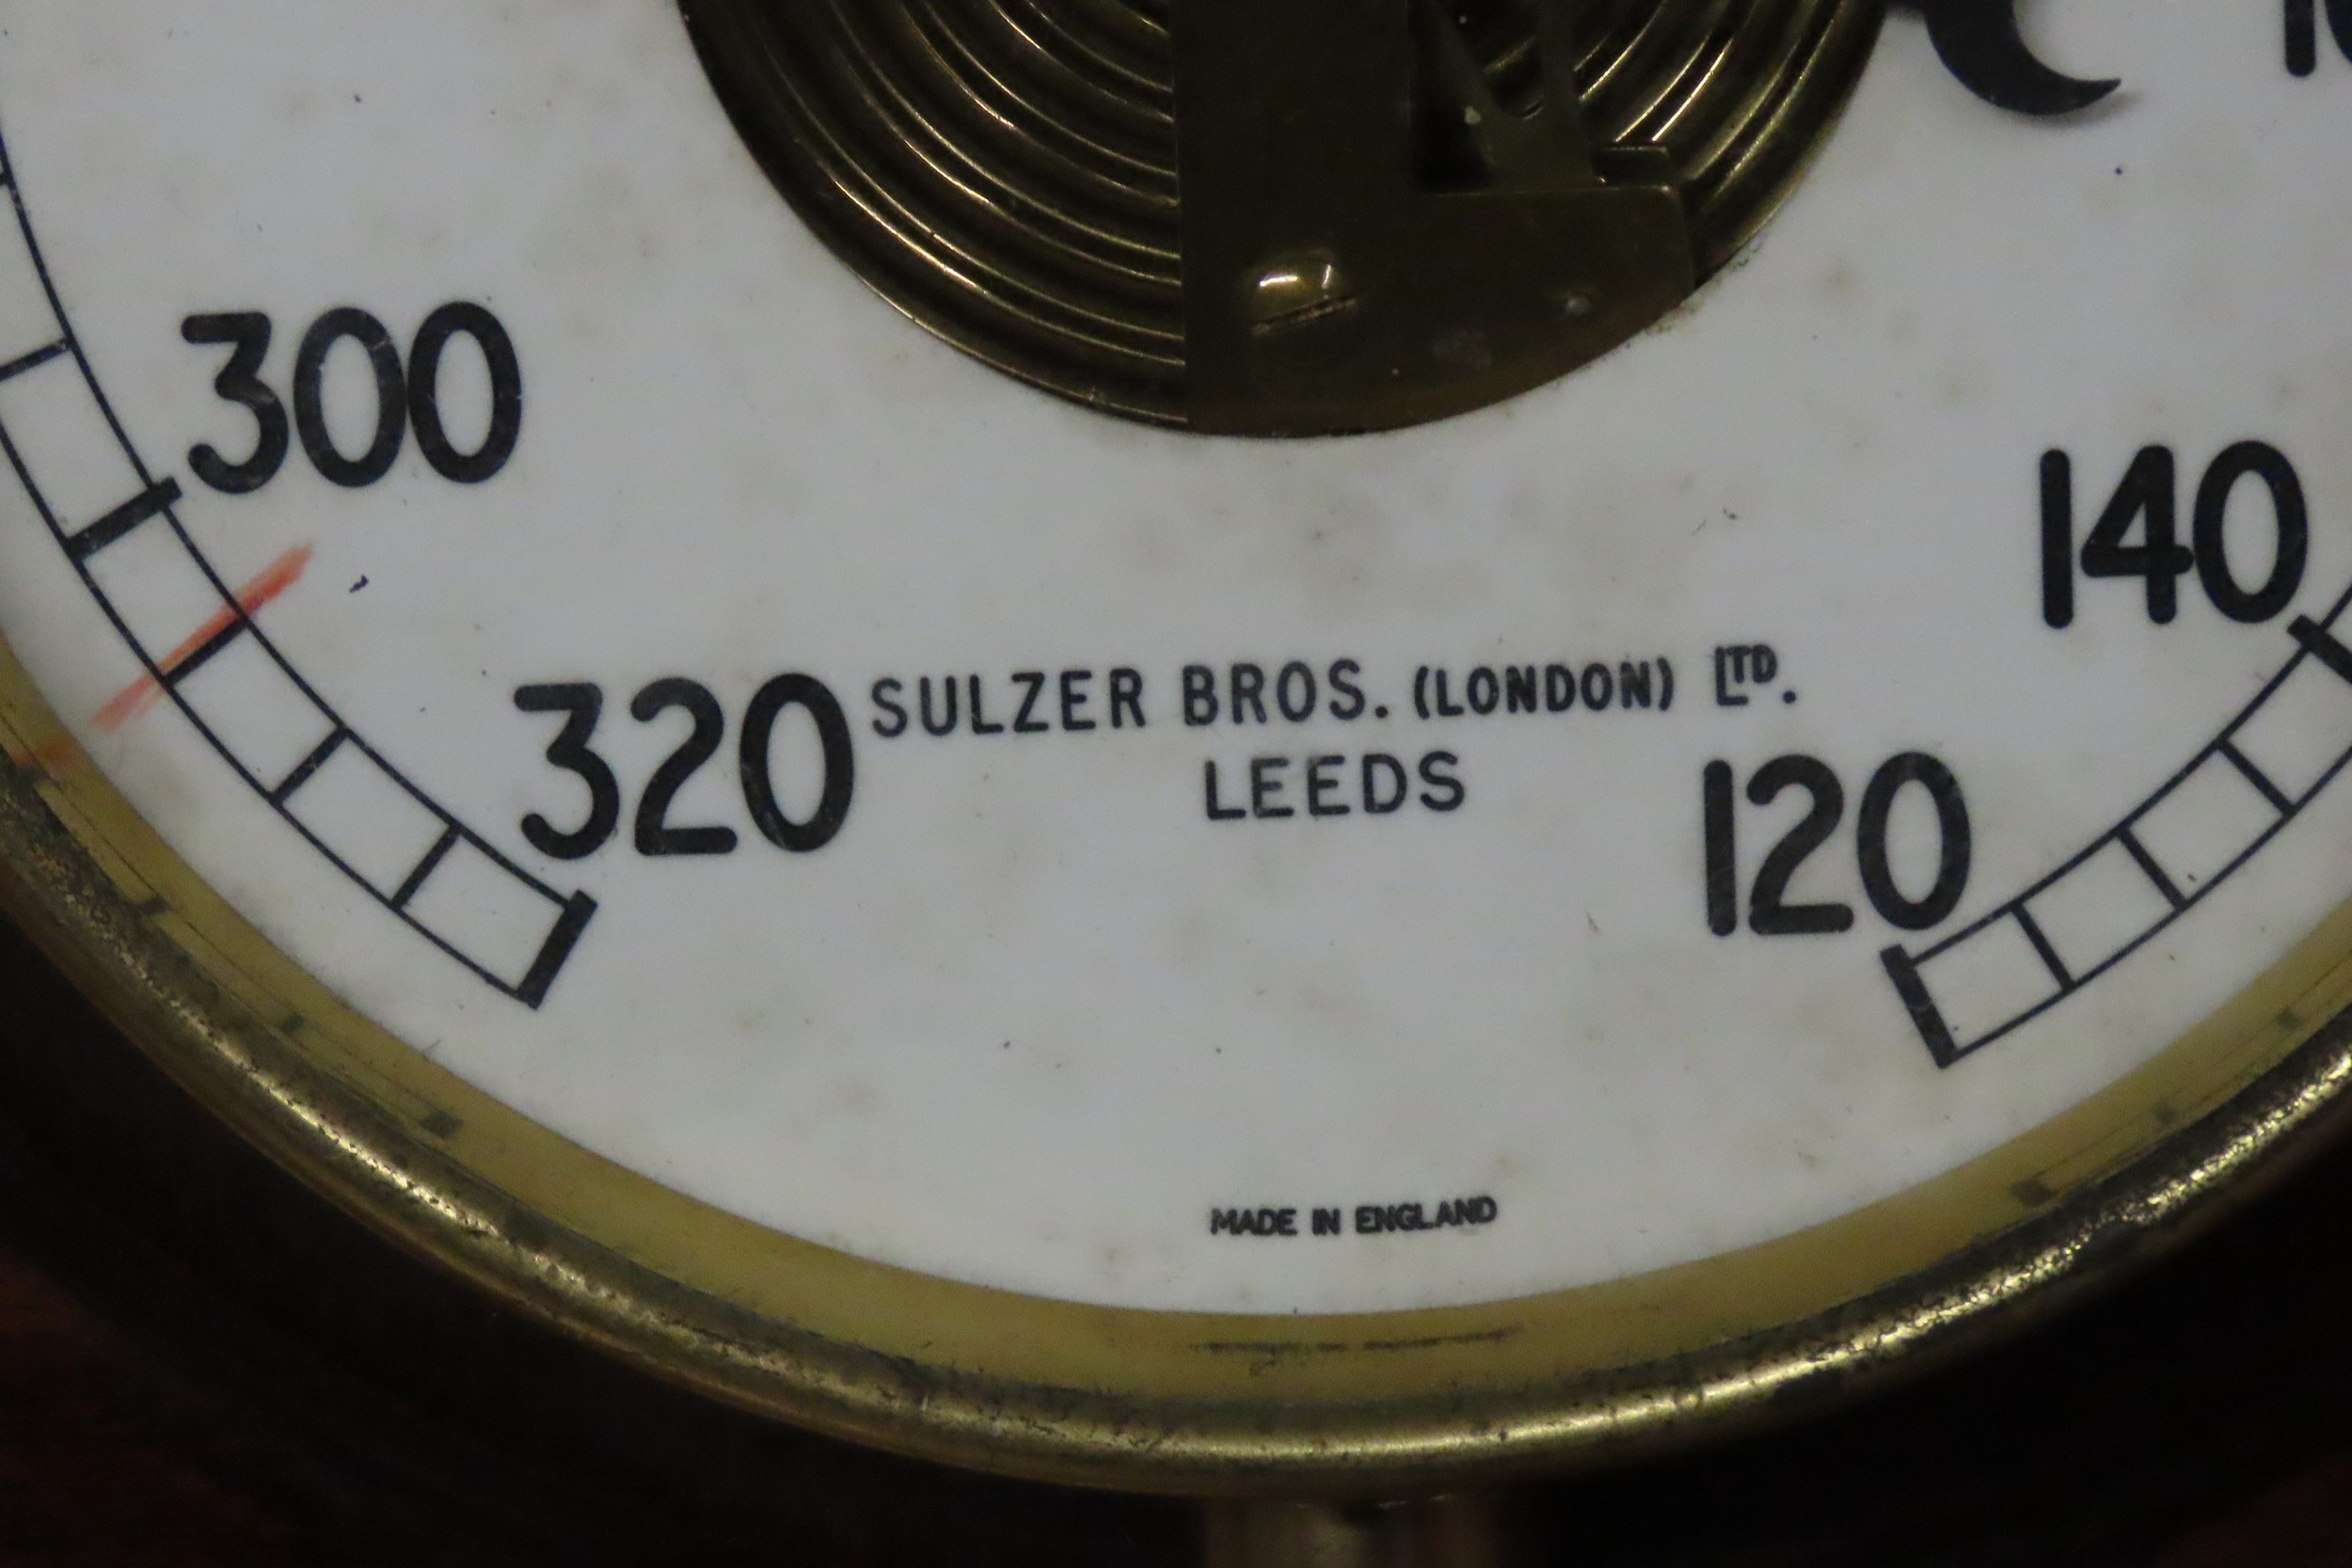 300
140
320
SULZER BROS. (LONDON) LTD.
LEEDS
120
MADE IN ENGLAND